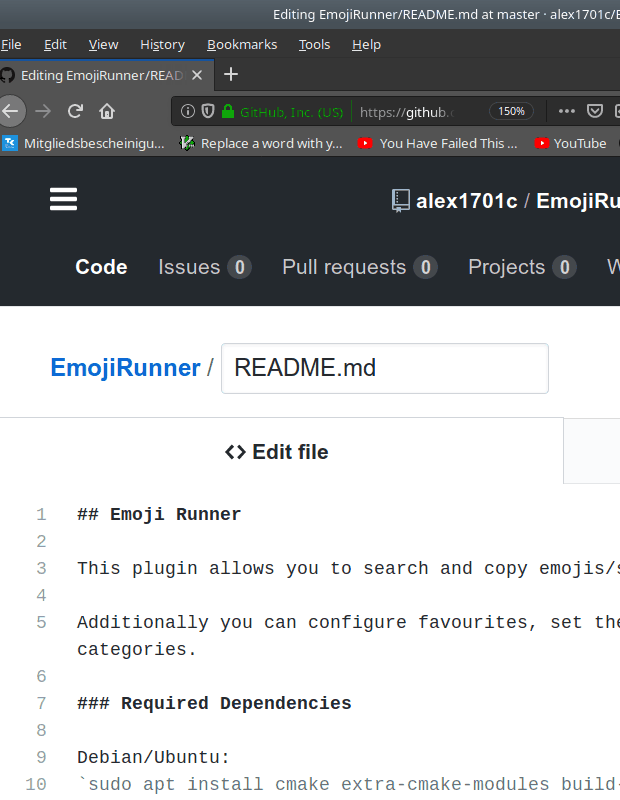 Editing EmojiRunner/README.md at master · alex1701c/E
File Edit View History Bookmarks Tools Help
Editing EmojiRunner/READ
GitHub, Inc. (US) https://github. 150%
Mitgliedsbescheinigu... Replace a word with y... You Have Failed This ... YouTube
alex1701c / EmojiRu
Code Issues 0 Pull requests 0 Projects 0 W
EmojiRunner / README.md
Edit file
1 ## Emoji Runner
2
3 This plugin allows you to search and copy emojis/s
4
5 Additionally you can configure favourites, set the
categories.
6
7 ### Required Dependencies
8
9 Debian/Ubuntu:
10 `sudo apt install cmake extra-cmake-modules build-